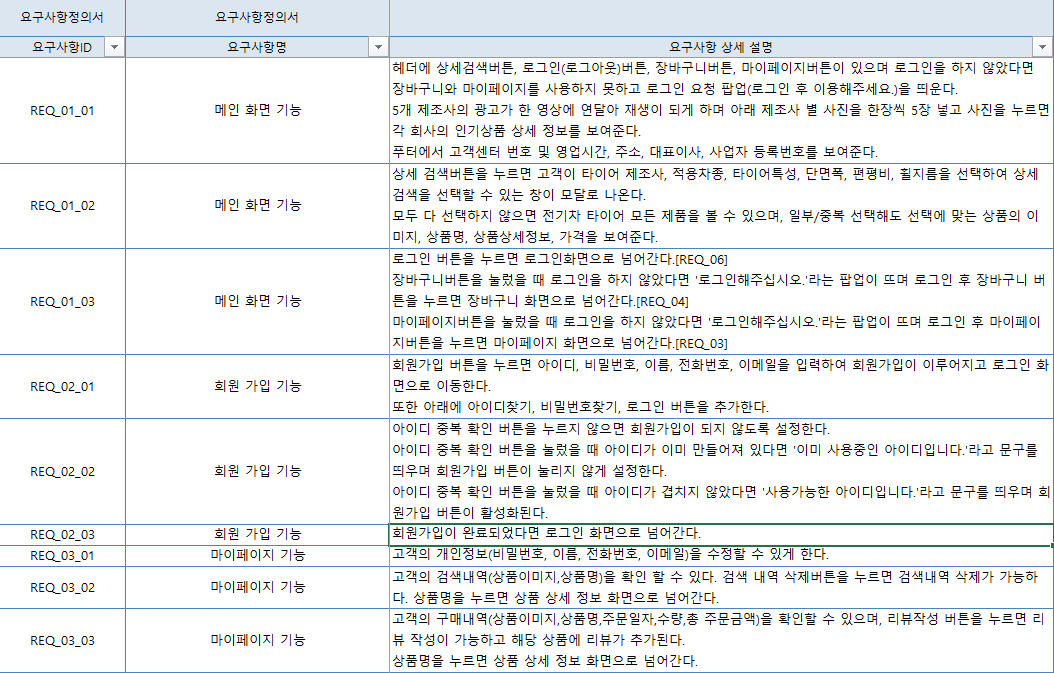 요구사항정의서 요구사항정의서
요구사항ID 요구사항명 요구사항 상세 설명
REQ_01_01 메인 화면 기능
헤더에 상세검색버튼, 로그인(로그아웃)버튼, 장바구니버튼, 마이페이지버튼이 있으며 로그인을 하지 않았다면
장바구니와 마이페이지를 사용하지 못하고 로그인 요청 팝업(로그인 후 이용해주세요.)을 띄운다.
5개 제조사의 광고가 한 영상에 연달아 재생이 되게 하며 아래 제조사 별 사진을 한장씩 5장 넣고 사진을 누르면
각 회사의 인기상품 상세 정보를 보여준다.
푸터에서 고객센터 번호 및 영업시간, 주소, 대표이사, 사업자 등록번호를 보여준다.
REQ_01_02 메인 화면 기능
상세 검색버튼을 누르면 고객이 타이어 제조사, 적용차종, 타이어특성, 단면폭, 편평비, 휠지름을 선택하여 상세
검색을 선택할 수 있는 창이 모달로 나온다.
모두 다 선택하지 않으면 전기차 타이어 모든 제품을 볼 수 있으며, 일부/중복 선택해도 선택에 맞는 상품의 이
미지, 상품명, 상품상세정보, 가격을 보여준다.
REQ_01_03 메인 화면 기능
로그인 버튼을 누르면 로그인화면으로 넘어간다.[REQ_06]
장바구니버튼을 눌렀을 때 로그인을 하지 않았다면 '로그인해주십시오.'라는 팝업이 뜨며 로그인 후 장바구니 버
튼을 누르면 장바구니 화면으로 넘어간다.[REQ_04]
마이페이지버튼을 눌렀을 때 로그인을 하지 않았다면 '로그인해주십시오.'라는 팝업이 뜨며 로그인 후 마이페이
지버튼을 누르면 마이페이지 화면으로 넘어간다.[REQ_03]
REQ_02_01 회원 가입 기능
회원가입 버튼을 누르면 아이디, 비밀번호, 이름, 전화번호, 이메일을 입력하여 회원가입이 이루어지고 로그인 화
면으로 이동한다.
또한 아래에 아이디찾기, 비밀번호찾기, 로그인 버튼을 추가한다.
REQ_02_02 회원 가입 기능
아이디 중복 확인 버튼을 누르지 않으면 회원가입이 되지 않도록 설정한다.
아이디 중복 확인 버튼을 눌렀을 때 아이디가 이미 만들어져 있다면 '이미 사용중인 아이디입니다.'라고 문구를
띄우며 회원가입 버튼이 눌리지 않게 설정한다.
아이디 중복 확인 버튼을 눌렀을 때 아이디가 겹치지 않았다면 '사용가능한 아이디입니다.'라고 문구를 띄우며 회
원가입 버튼이 활성화된다.
REQ_02_03 회원 가입 기능 회원가입이 완료되었다면 로그인 화면으로 넘어간다.
REQ_03_01 마이페이지 기능 고객의 개인정보(비밀번호, 이름, 전화번호, 이메일)을 수정할 수 있게 한다.
REQ_03_02 마이페이지 기능
고객의 검색내역(상품이미지,상품명)을 확인 할 수 있다. 검색 내역 삭제버튼을 누르면 검색내역 삭제가 가능하
다. 상품명을 누르면 상품 상세 정보 화면으로 넘어간다.
REQ_03_03 마이페이지 기능
고객의 구매내역(상품이미지,상품명,주문일자,수량,총 주문금액)을 확인할 수 있으며, 리뷰작성 버튼을 누르면 리
뷰 작성이 가능하고 해당 상품에 리뷰가 추가된다.
상품명을 누르면 상품 상세 정보 화면으로 넘어간다.